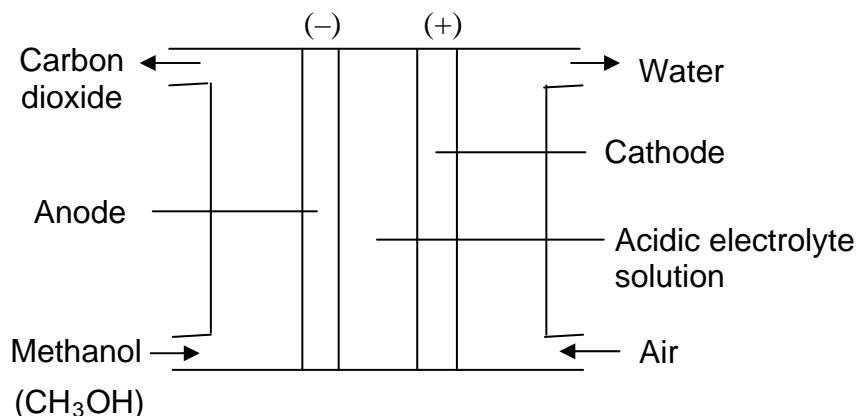 (–)
(+)
Carbon
dioxide
Water
Cathode
Anode
Acidic electrolyte
solution
Methanol
Air
(CH₃OH)